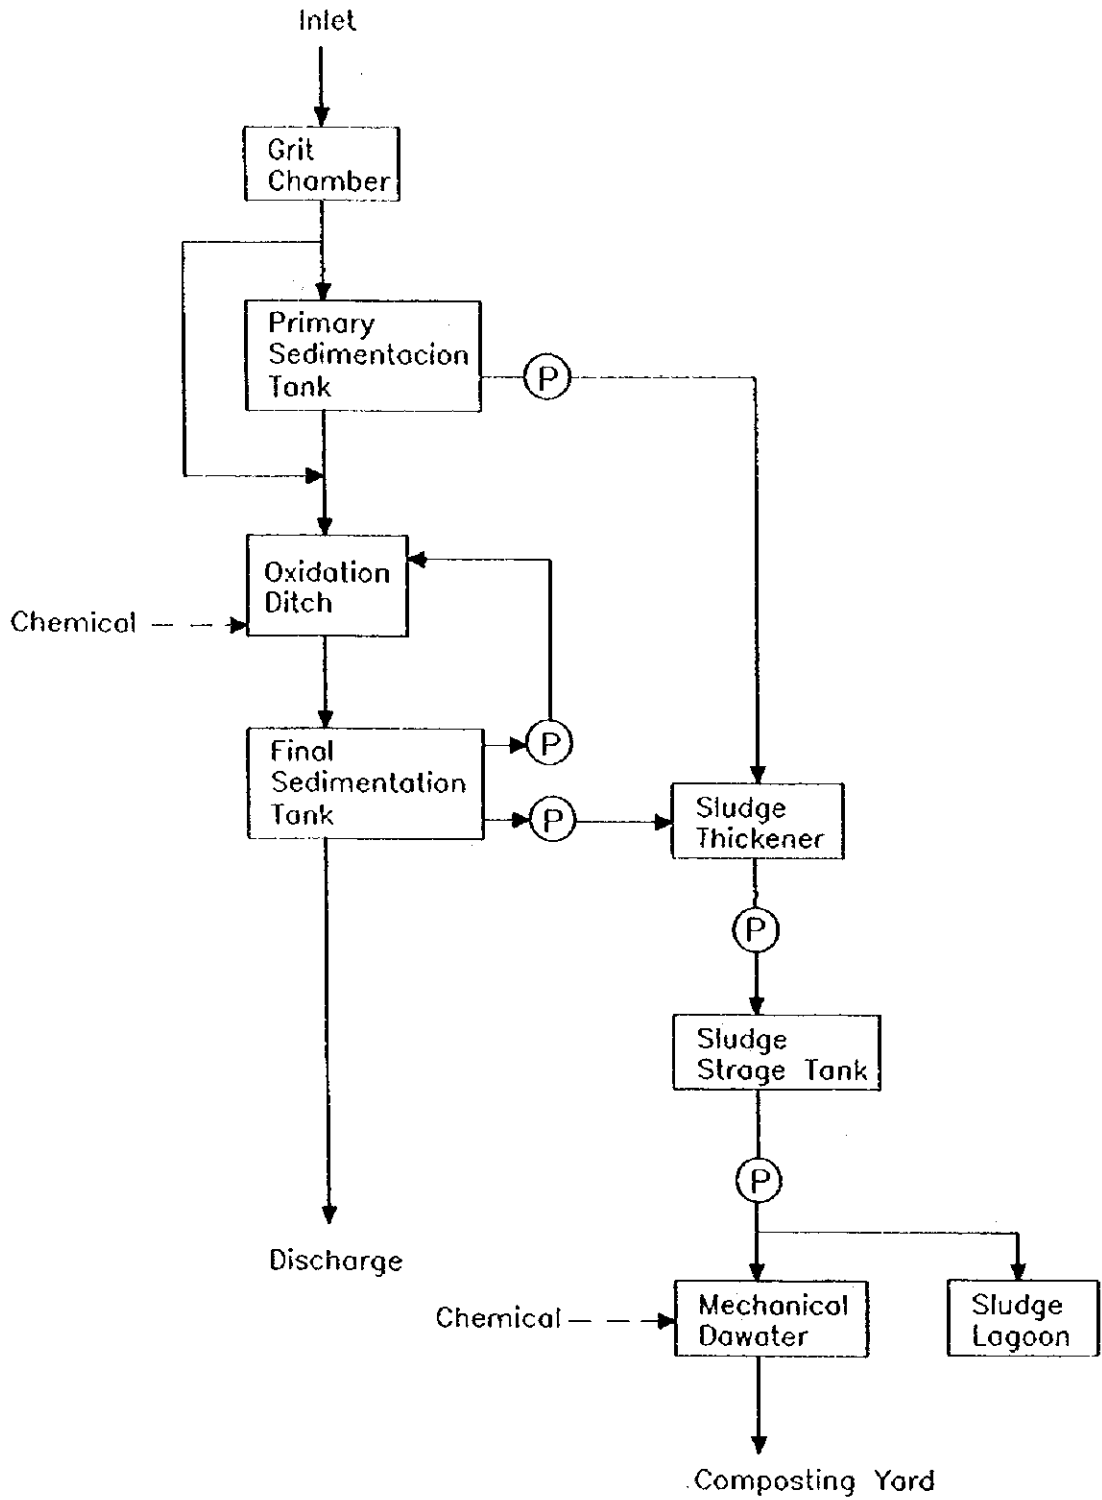 Inlet
Grit
Chamber
Primary
Sedimentacion
Tank
P
Oxidation
Ditch
Chemical
P
Final
Sedimentation
Tank
P
Sludge
Thickener
P
Sludge
Strage Tank
P
Discharge
Mechanical
Dawater
Chemical
Sludge
Lagoon
Composting Yard